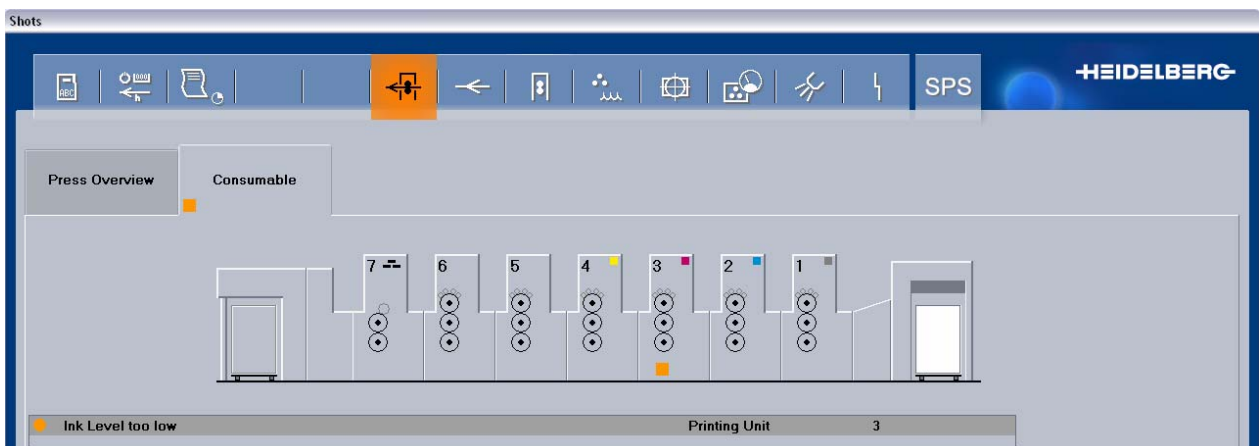 Shots
ABC
h
SPS
HEIDELBERG
Press Overview
Consumable
7 6 5 4 3 2 1
Ink Level too low Printing Unit 3